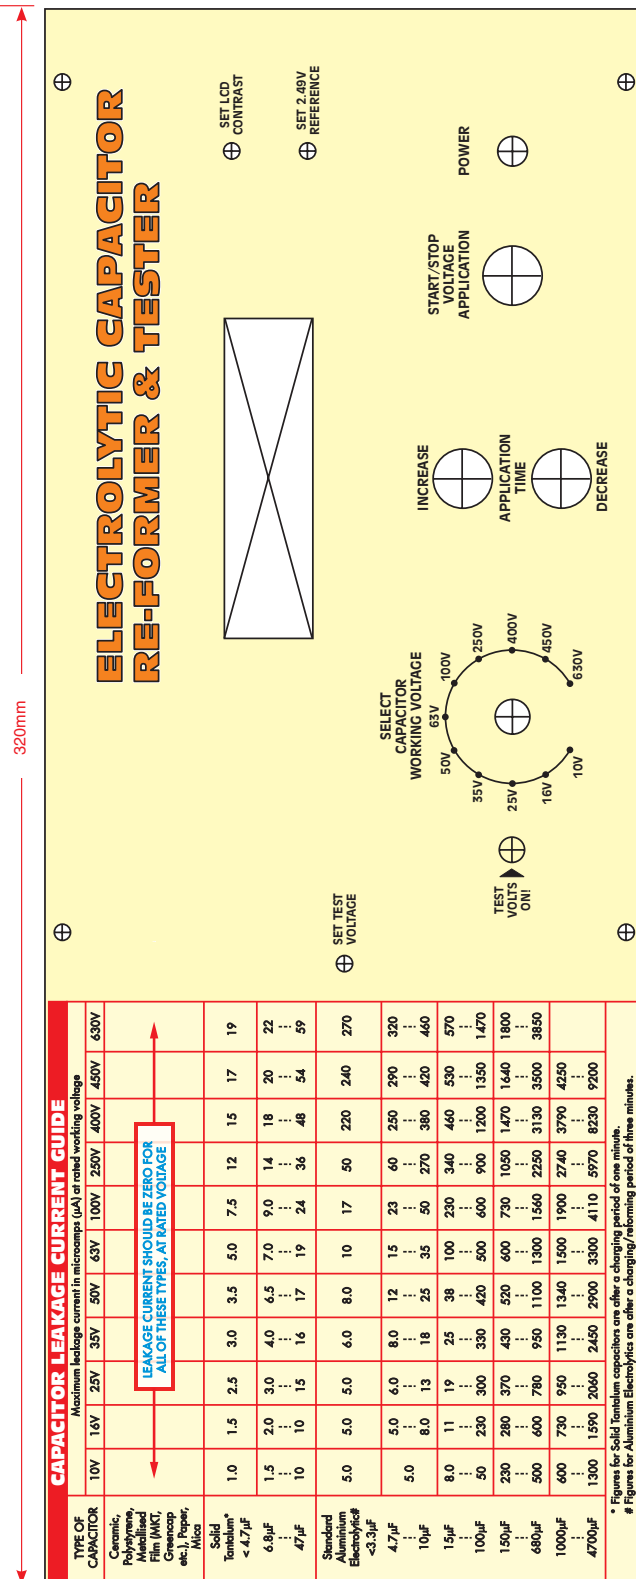 320mm
ELECTROLYTIC CAPACITOR
RE-FORMER & TESTER
SET LCD
CONTRAST
SET 2.49V
REFERENCE
POWER
START/STOP
VOLTAGE
APPLICATION
INCREASE
APPLICATION
TIME
DECREASE
SELECT
CAPACITOR
WORKING VOLTAGE
10V
16V
25V
35V
50V
63V
100V
250V
400V
450V
630V
TEST
VOLTS
ON!
SET TEST
VOLTAGE
CAPACITOR LEAKAGE CURRENT GUIDE
TYPE OF
CAPACITOR
Maximum leakage current in microamps (µA) at rated working voltage
10V 16V 25V 35V 50V 63V 100V 250V 400V 450V 630V
Ceramic,
Polystyrene,
Metallised
Film (MKT,
Greencap
etc.), Paper,
Mica
LEAKAGE CURRENT SHOULD BE ZERO FOR
ALL OF THESE TYPES, AT RATED VOLTAGE
Solid
Tantalum*
< 4.7µF
1.0 1.5 2.5 3.0 3.5 5.0 7.5 12 15 17 19
6.8µF 1.5 2.0 3.0 4.0 6.5 7.0 9.0 14 18 20 22
47µF 10 10 15 16 17 19 24 36 48 54 59
Standard
Aluminium
Electrolytic#
<3.3µF
5.0 5.0 5.0 6.0 8.0 10 17 50 220 240 270
4.7µF 5.0 5.0 6.0 8.0 12 15 23 60 250 290 320
10µF 8.0 13 18 25 35 50 270 380 420 460
15µF 8.0 11 19 25 38 100 230 340 460 530 570
100µF 50 230 300 330 420 500 600 900 1200 1350 1470
150µF 230 280 370 430 520 600 730 1050 1470 1640 1800
680µF 500 600 780 950 1100 1300 1560 2250 3130 3500 3850
1000µF 600 730 950 1130 1340 1500 1900 2740 3790 4250
4700µF 1300 1590 2060 2450 2900 3300 4110 5970 8230 9200
* Figures for Solid Tantalum capacitors are after a charging period of one minute.
# Figures for Aluminium Electrolytics are after a charging/reforming period of three minutes.